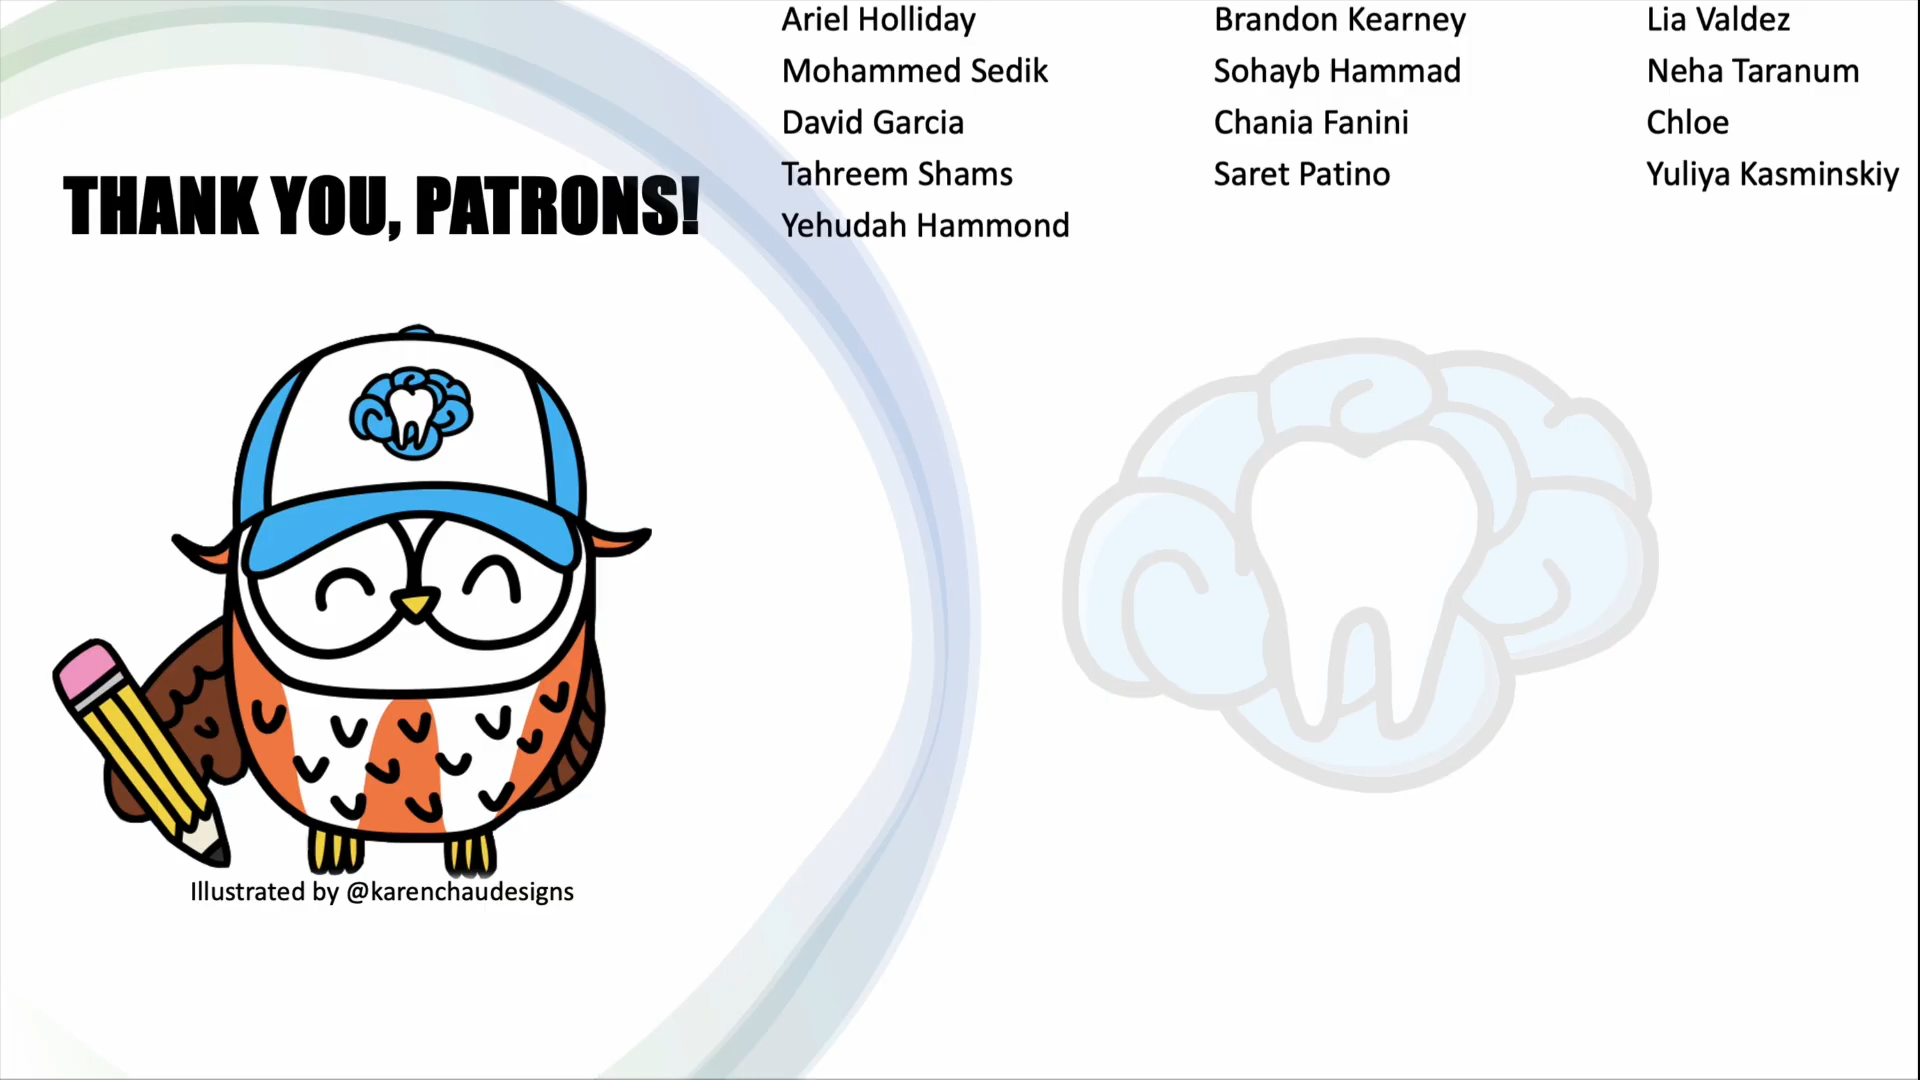 THANK YOU, PATRONS!
Illustrated by @karenchaudesigns
Ariel Holliday
Mohammed Sedik
David Garcia
Tahreem Shams
Yehudah Hammond
Brandon Kearney
Sohayb Hammad
Chania Fanini
Saret Patino
Lia Valdez
Neha Taranum
Chloe
Yuliya Kasminskiy